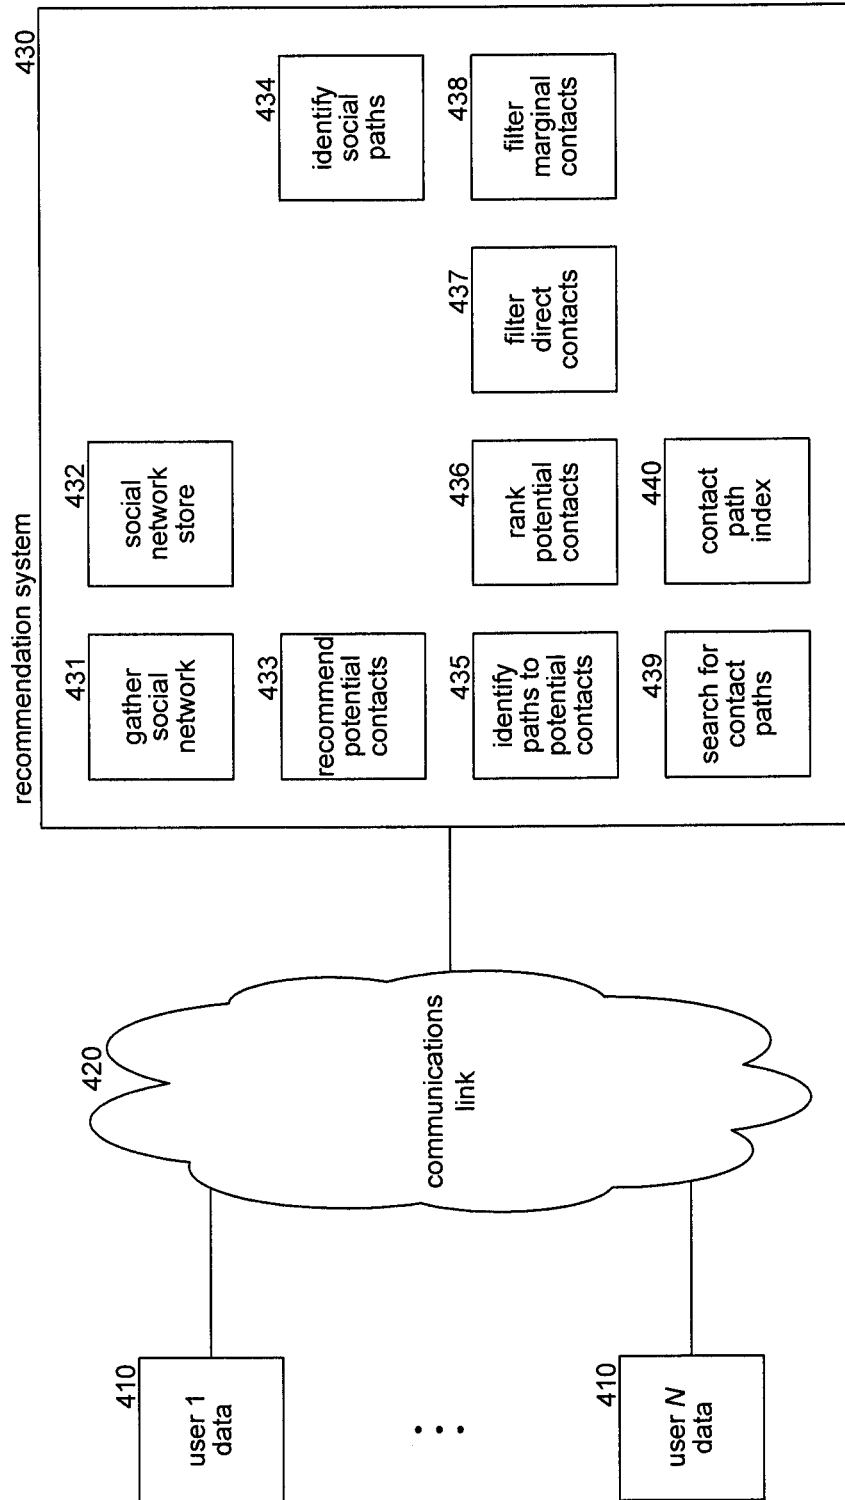 recommendation system
430
431
gather
social
network
432
social
network
store
433
recommend
potential
contacts
434
identify
social
paths
435
identify
paths to
potential
contacts
436
rank
potential
contacts
437
filter
direct
contacts
438
filter
marginal
contacts
439
search for
contact
paths
440
contact
path
index
420
communications
link
410
user 1
data
...
410
user N
data